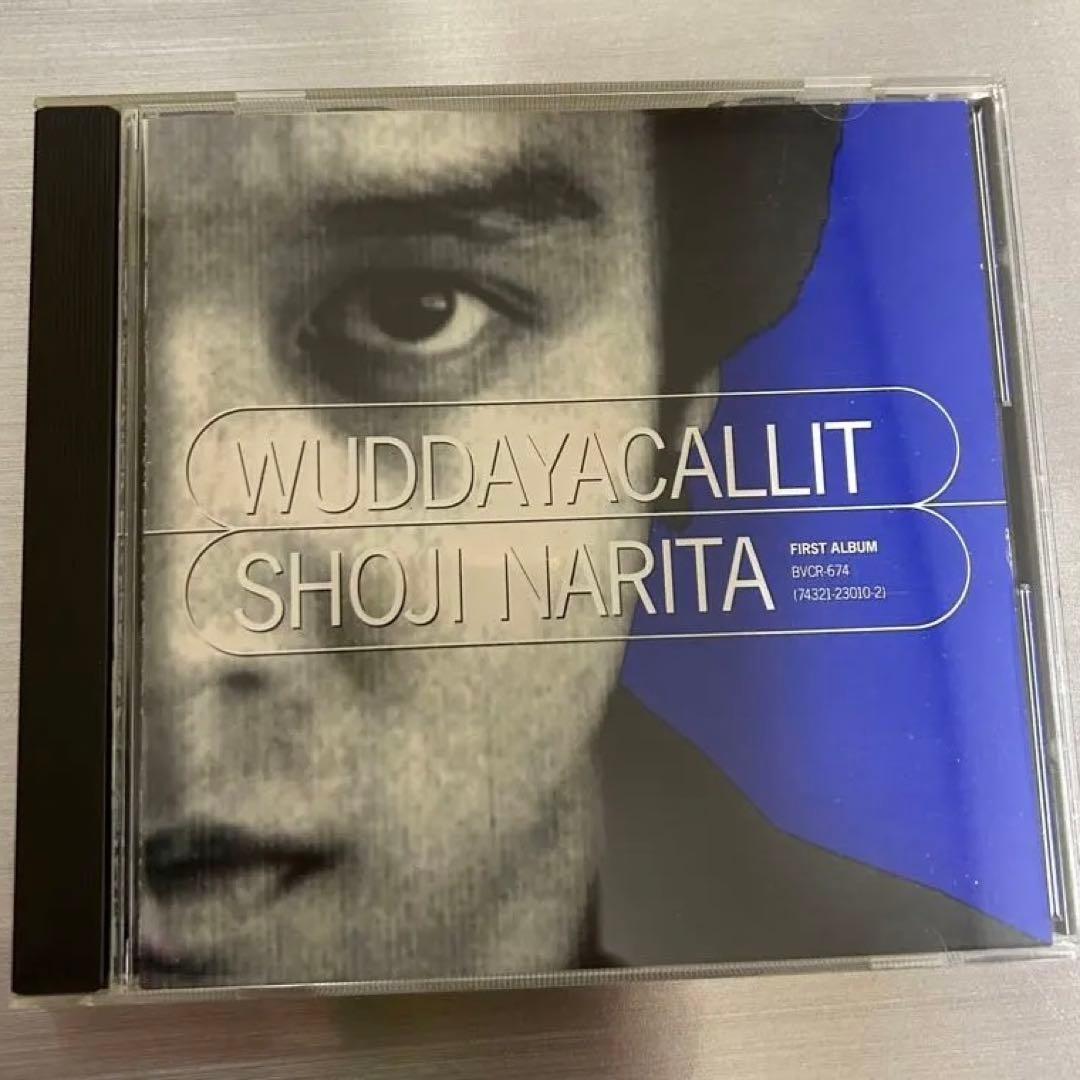 WUDDAYACALLIT
SHOJI NARITA
FIRST ALBUM
BVCR-674
(74321-23010-2)